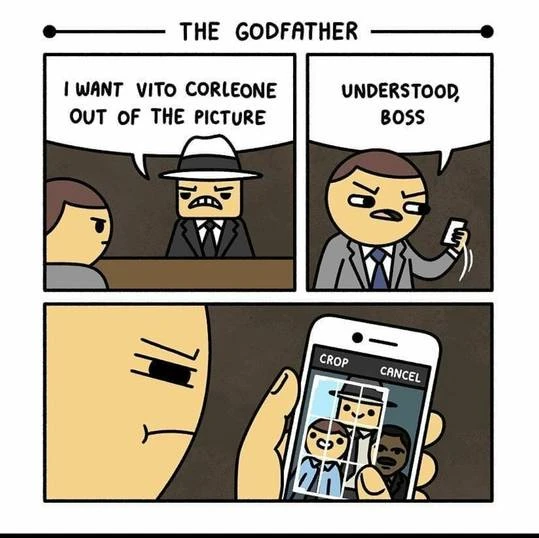 THE GODFATHER
I WANT VITO CORLEONE
OUT OF THE PICTURE
UNDERSTOOD,
BOSS
CROP CANCEL